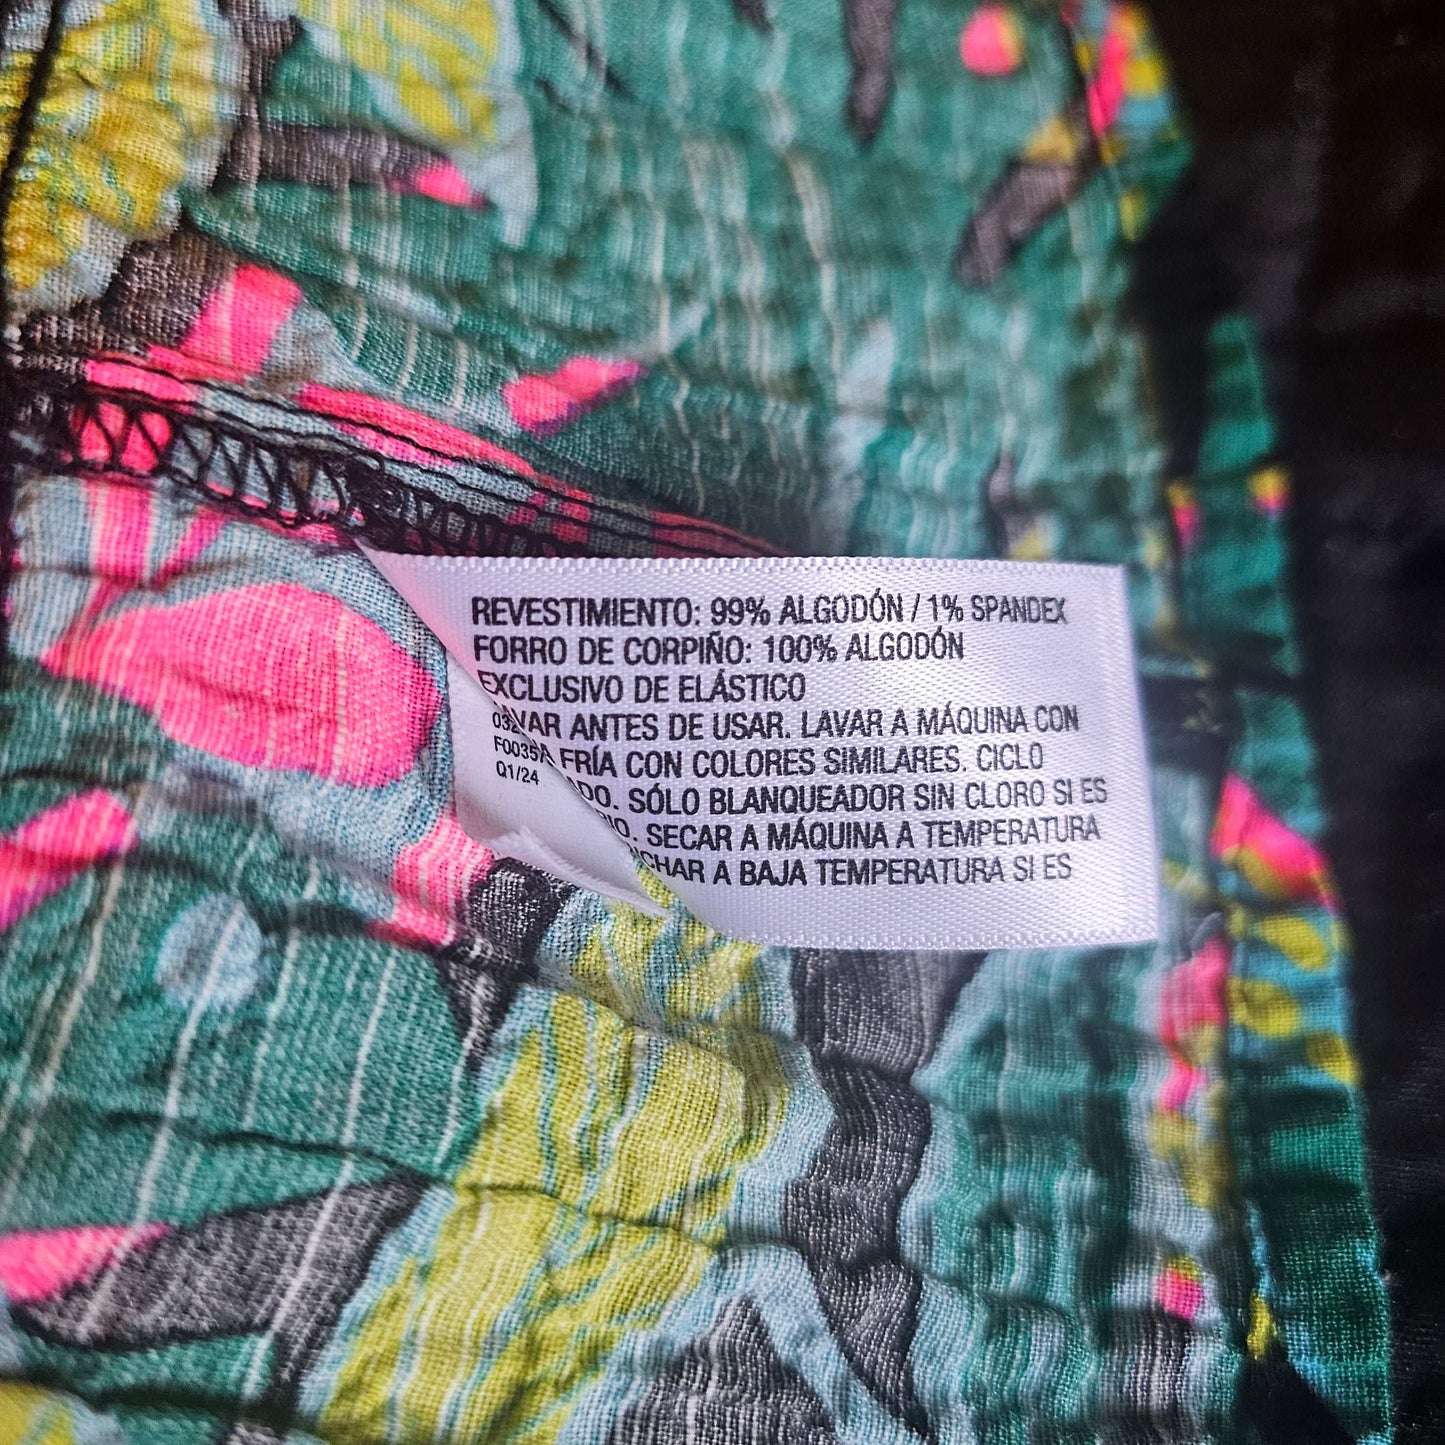 REVESTIMIENTO: 99% ALGODÓN / 1% SPANDEX
FORRO DE CORPIÑO: 100% ALGODÓN
EXCLUSIVO DE ELÁSTICO
ANTES DE USAR. LAVAR A MÁQUINA CON
FRÍA CON COLORES SIMILARES. CICLO
SÓLO BLANQUEADOR SIN CLORO SI ES
SECAR A MÁQUINA A TEMPERATURA
A BAJA TEMPERATURA SI ES
Q1/24